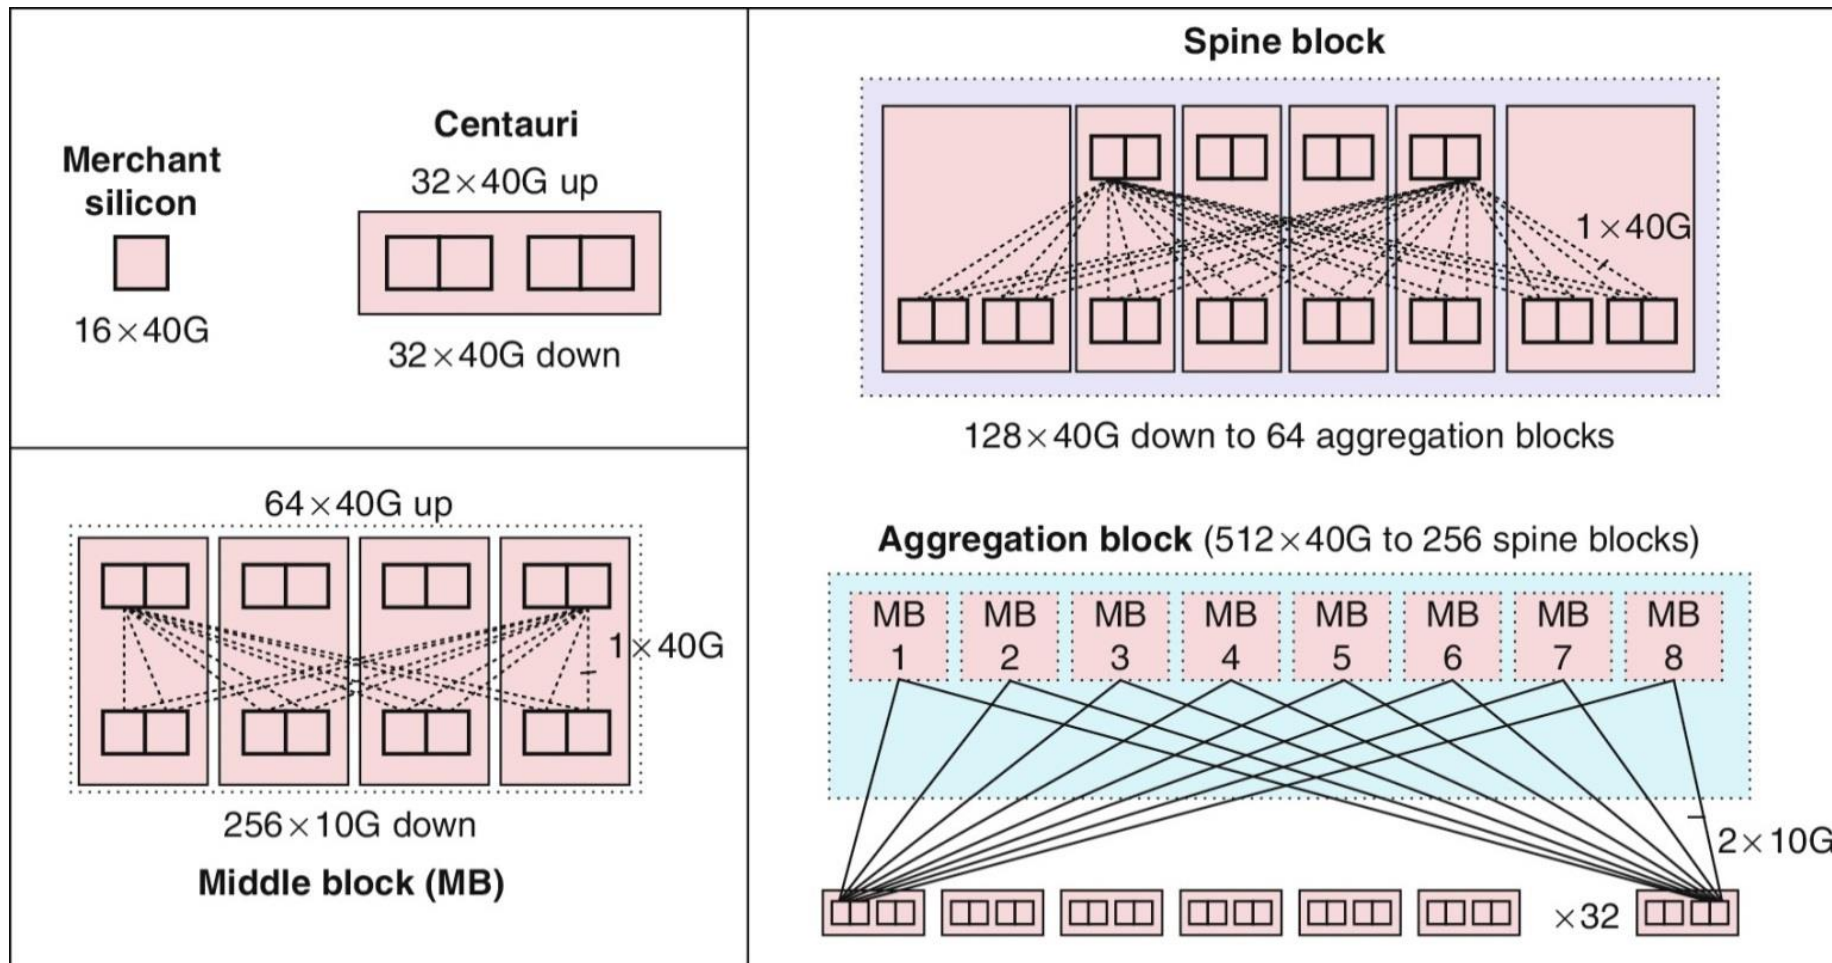 Merchant
silicon
16×40G
Centauri
32×40G up
32×40G down
64×40G up
1×40G
256×10G down
Middle block (MB)
Spine block
1×40G
128×40G down to 64 aggregation blocks
Aggregation block (512×40G to 256 spine blocks)
MB
1
MB
2
MB
3
MB
4
MB
5
MB
6
MB
7
MB
8
2×10G
×32